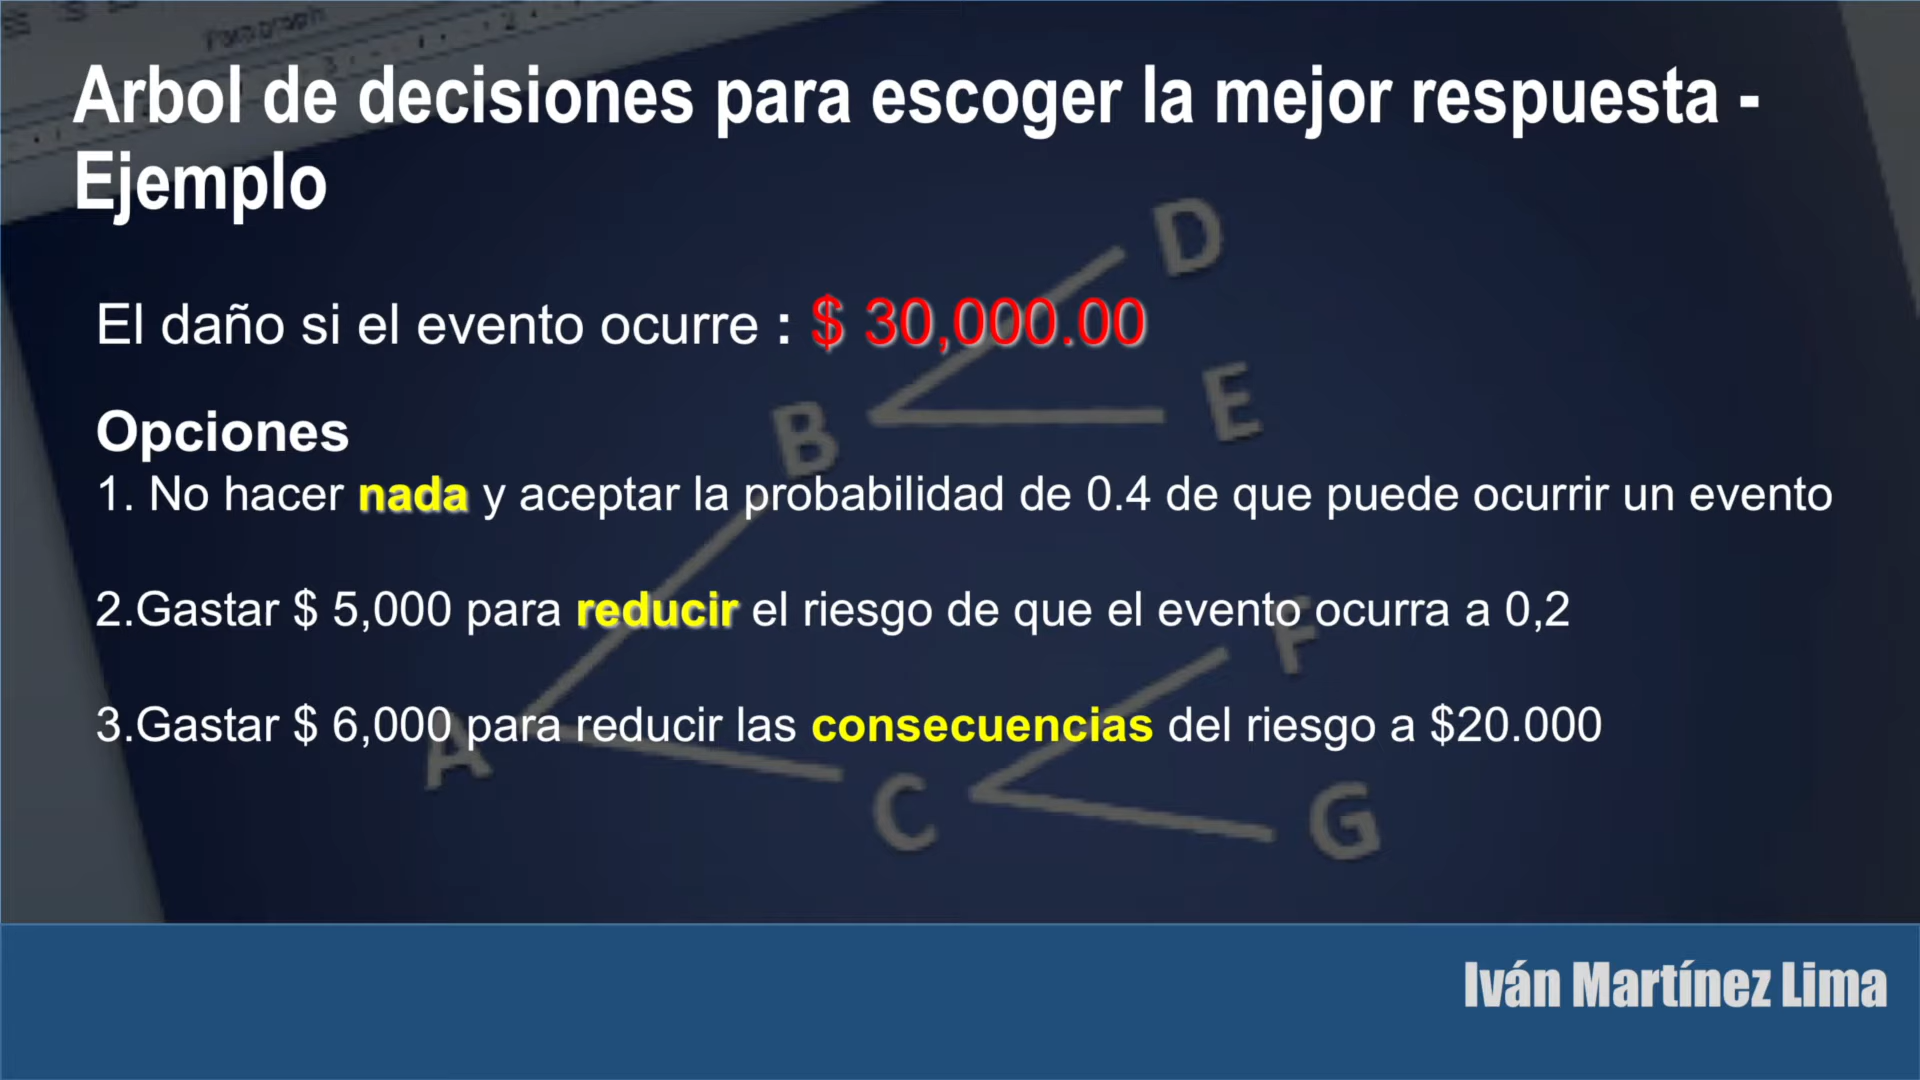 Paragraph
Arbol de decisiones para escoger la mejor respuesta -
Ejemplo
D
El daño si el evento ocurre : $ 30,000.00
E
B
Opciones
1. No hacer nada y aceptar la probabilidad de 0.4 de que puede ocurrir un evento
2.Gastar $ 5,000 para reducir el riesgo de que el evento ocurra a 0,2
F
3.Gastar $ 6,000 para reducir las consecuencias del riesgo a $20.000
A
C
G
Iván Martínez Lima